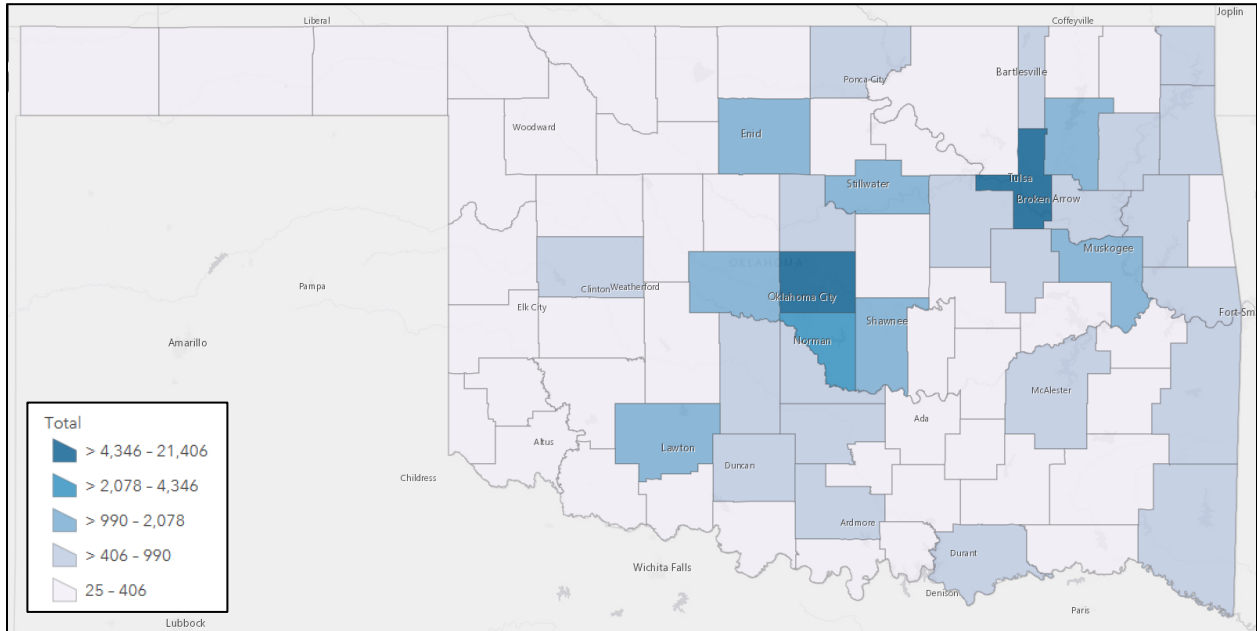 Joplin
Liberal
Coffeyville
Bartlesville
Ponca City
Woodward
Enid
Stillwater
Tulsa
Broken Arrow
Muskogee
OKLAHOMA
Clinton
Weatherford
Pampa
Oklahoma City
Elk City
Shawnee
Fort-Sm
Norman
Amarillo
McAlester
Ada
Altus
Lawton
Duncan
Childress
Ardmore
Durant
Wichita Falls
Denison
Paris
Lubbock
Total
> 4,346 - 21,406
> 2,078 - 4,346
> 990 - 2,078
> 406 - 990
25 - 406